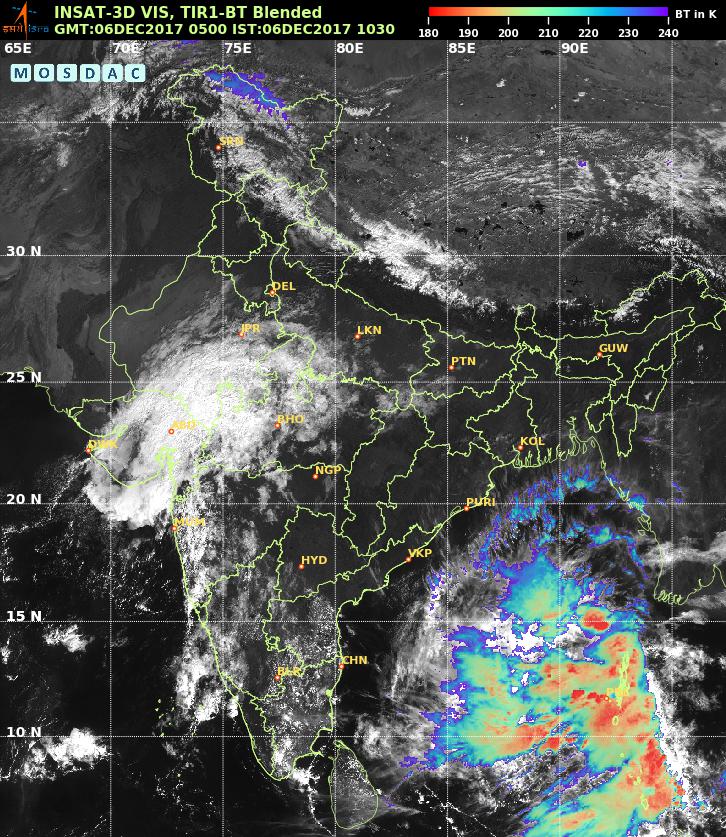 INSAT-3D VIS, TIR1-BT Blended
GMT:06DEC2017 0500 IST:06DEC2017 1030
BT in K
180 190 200 210 220 230 240
65E 70E 75E 80E 85E 90E
MOSDAC
SRN
30 N
DEL
JPR
LKN
GUW
PTN
25 N
BHO
ABD
DWK
KOL
NGP
20 N
PURI
MUM
VKP
HYD
15 N
CHN
BLR
10 N